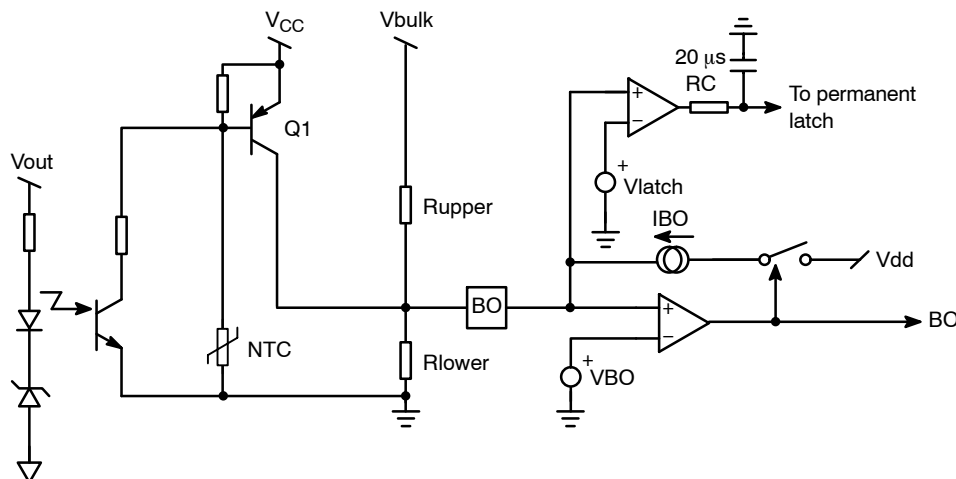 VCC
Vbulk
20 μs
RC
To permanent
latch
Q1
Vout
Vlatch
Rupper
IBO
Vdd
BO
BO
NTC
Rlower
VBO
+
−
+
+
−
+